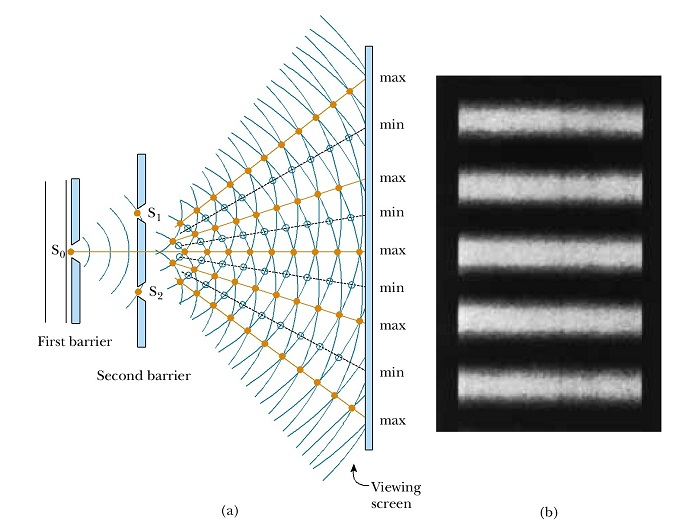 max
min
max
S1
min
S0
max
S2
min
max
First barrier
min
Second barrier
max
Viewing
screen
(a)
(b)